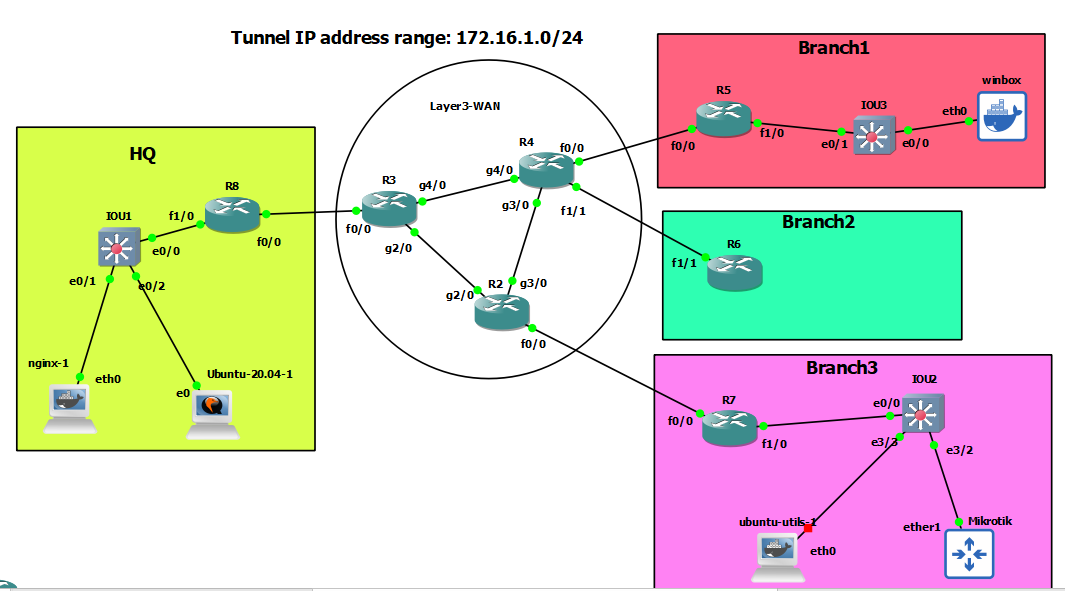 Tunnel IP address range: 172.16.1.0/24
HQ
R8
IOU1
f1/0
f0/0
e0/0
e0/1
e0/2
nginx-1
eth0
Ubuntu-20.04-1
e0
Layer3-WAN
R3
g4/0
f0/0
g2/0
R4
f0/0
g4/0
g3/0
f1/1
R2
g3/0
g2/0
f0/0
Branch1
R5
f0/0
f1/0
IOU3
e0/1
e0/0
winbox
eth0
Branch2
R6
f1/1
Branch3
IOU2
R7
f0/0
f1/0
e0/0
e3/3
e3/2
ubuntu-utils-1
eth0
ether1
Mikrotik